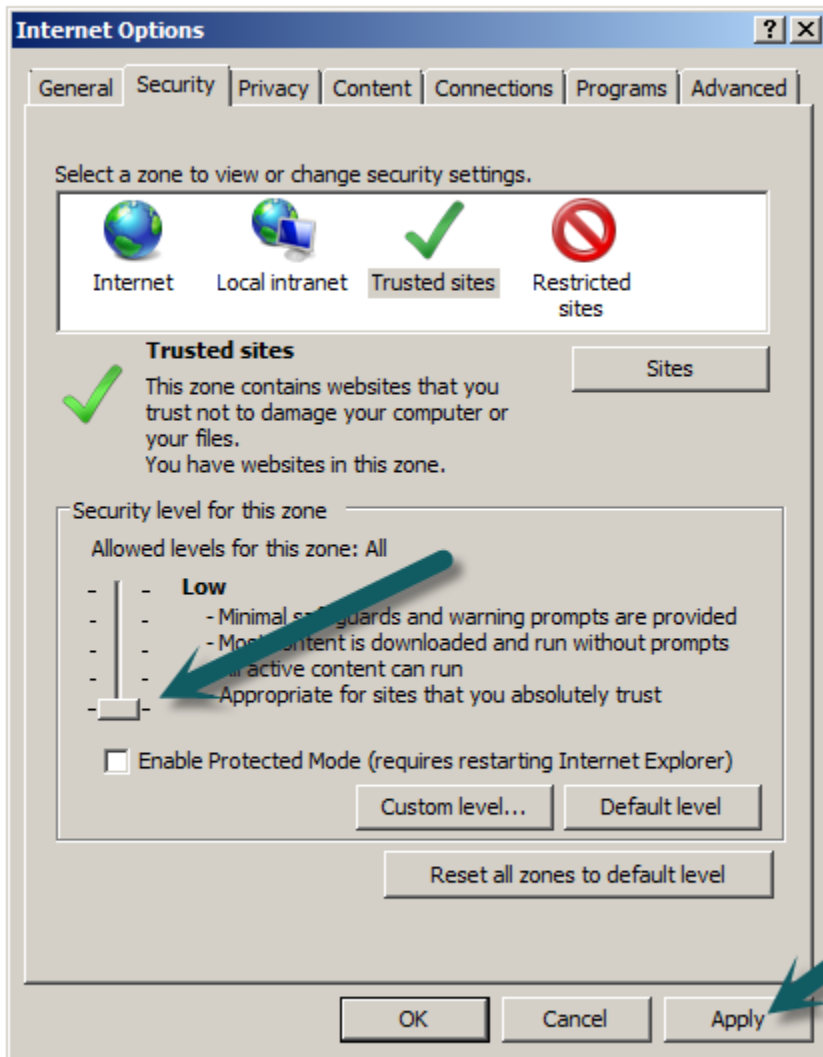 Internet Options
General Security Privacy Content Connections Programs Advanced
Select a zone to view or change security settings.
Internet Local intranet Trusted sites Restricted
sites
Trusted sites
Sites
This zone contains websites that you
trust not to damage your computer or
your files.
You have websites in this zone.
Security level for this zone
Allowed levels for this zone: All
Low
- Minimal safeguards and warning prompts are provided
- Most content is downloaded and run without prompts
- All active content can run
- Appropriate for sites that you absolutely trust
Enable Protected Mode (requires restarting Internet Explorer)
Custom level... Default level
Reset all zones to default level
OK Cancel Apply